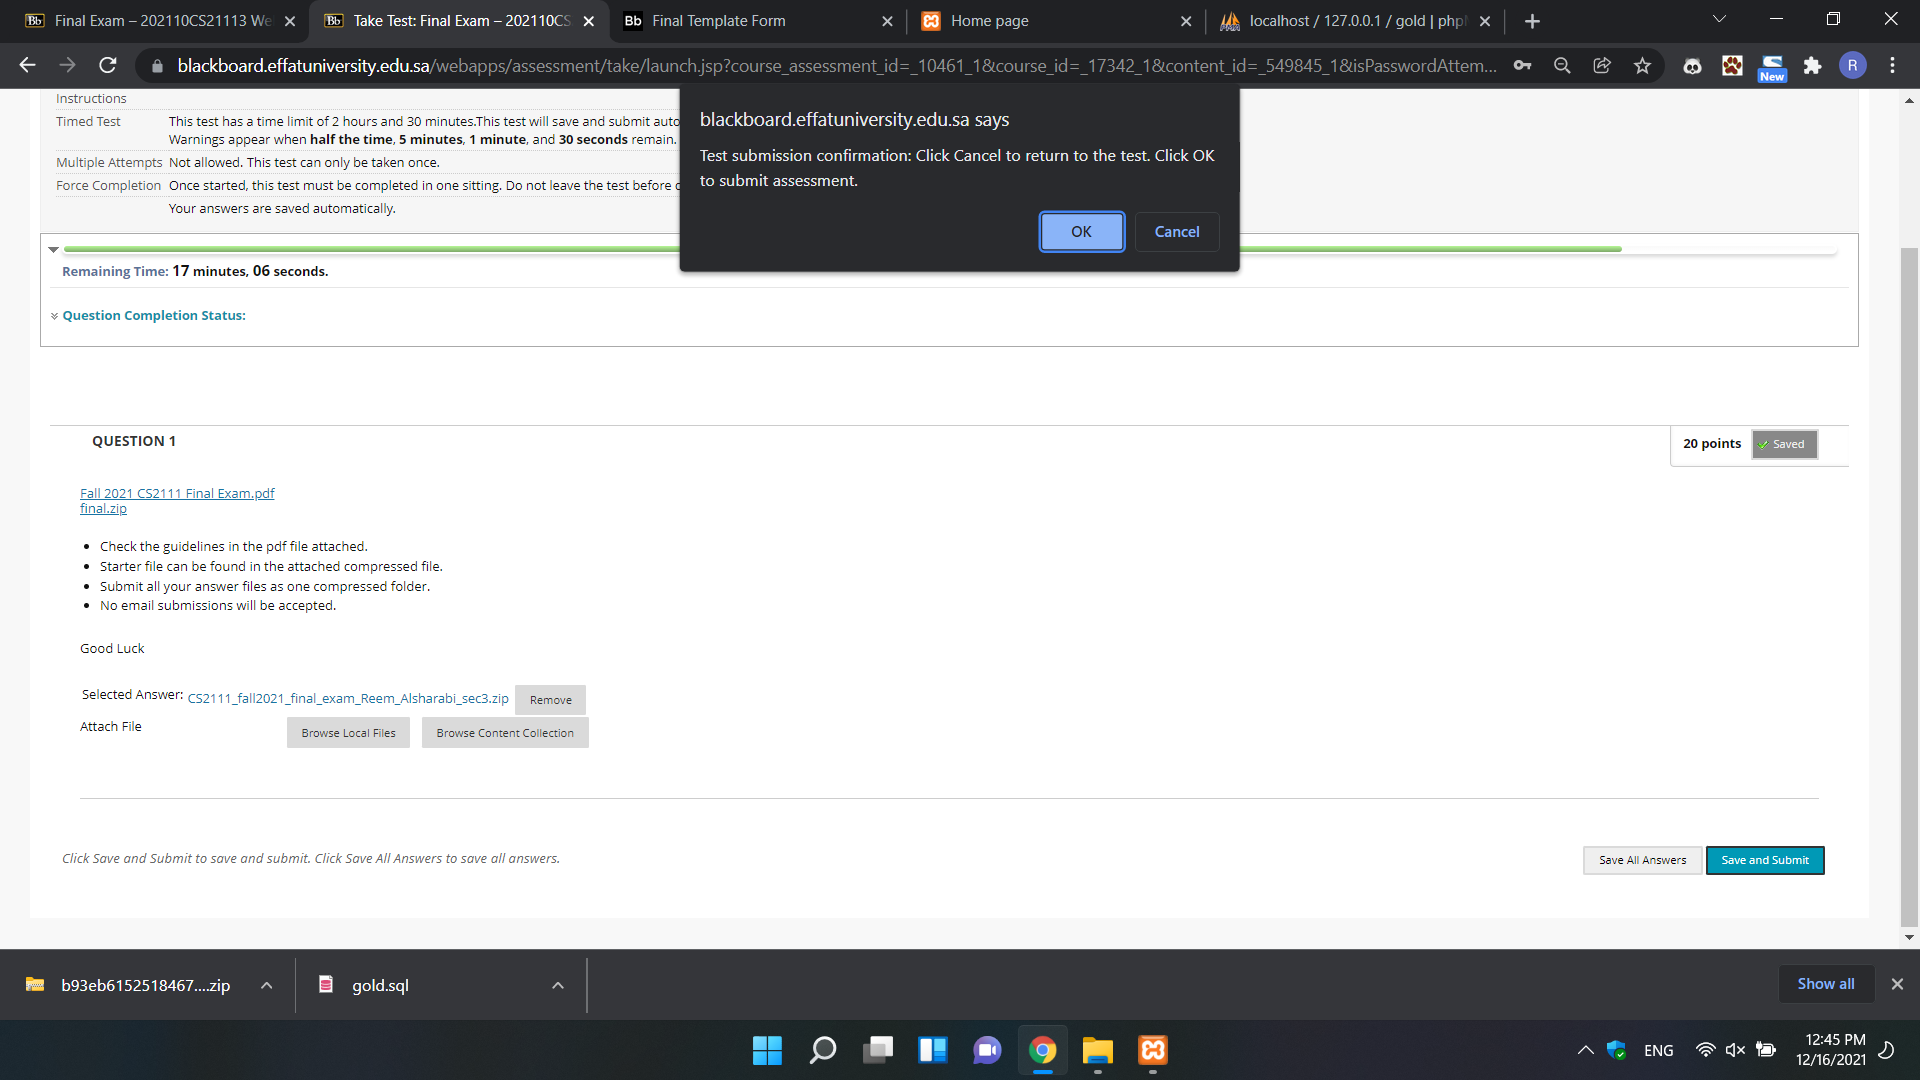 Final Exam – 202110CS21113 We
Take Test: Final Exam – 202110CS
Final Template Form
Home page
localhost / 127.0.0.1 / gold | php
blackboard.effatuniversity.edu.sa/webapps/assessment/take/launch.jsp?course_assessment_id=_10461_1&course_id=_17342_1&content_id=_549845_1&isPasswordAttem...
New
R
Instructions
Timed Test This test has a time limit of 2 hours and 30 minutes.This test will save and submit auto
Warnings appear when half the time, 5 minutes, 1 minute, and 30 seconds remain.
Multiple Attempts Not allowed. This test can only be taken once.
Force Completion Once started, this test must be completed in one sitting. Do not leave the test before
Your answers are saved automatically.
blackboard.effatuniversity.edu.sa says
Test submission confirmation: Click Cancel to return to the test. Click OK
to submit assessment.
OK Cancel
Remaining Time: 17 minutes, 06 seconds.
Question Completion Status:
QUESTION 1
20 points Saved
Fall 2021 CS2111 Final Exam.pdf
final.zip
• Check the guidelines in the pdf file attached.
• Starter file can be found in the attached compressed file.
• Submit all your answer files as one compressed folder.
• No email submissions will be accepted.
Good Luck
Selected Answer: CS2111_fall2021_final_exam_Reem_Alsharabi_sec3.zip Remove
Attach File Browse Local Files Browse Content Collection
Click Save and Submit to save and submit. Click Save All Answers to save all answers.
Save All Answers Save and Submit
b93eb6152518467....zip
gold.sql
Show all
ENG
12:45 PM
12/16/2021